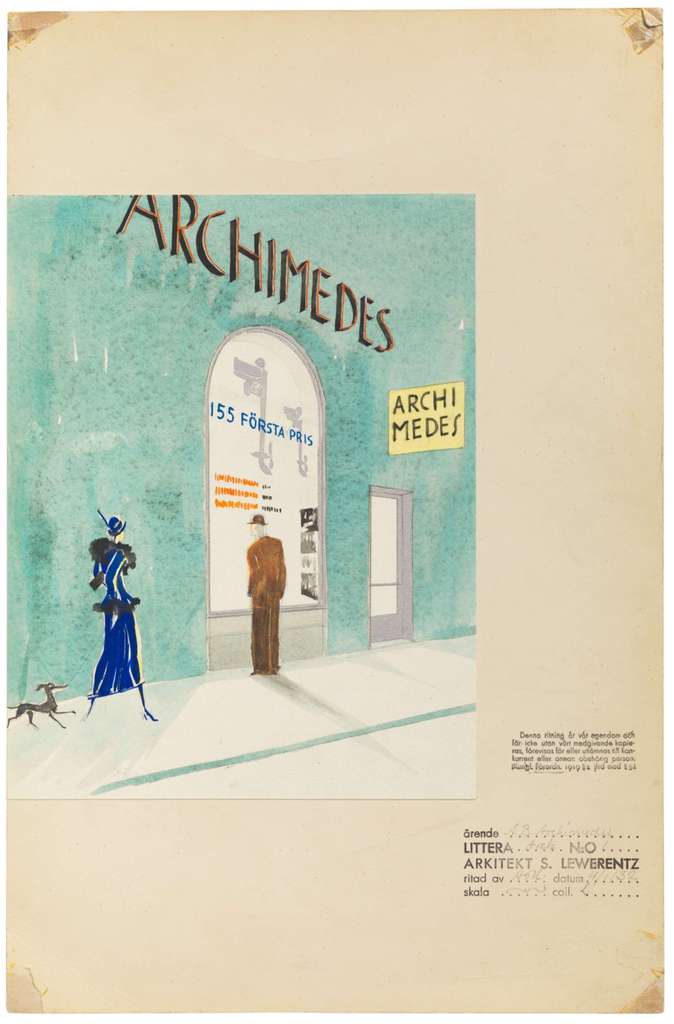 ARCHIMEDES
ARCHI
MEDES
155 FÖRSTA PRIS
Denna ritning är vår egendom och
får icke utan vårt medgivande kopie-
ras, förevisas för eller utlämnas till kon-
kurrent eller annan obehörig person.
ärende A.B. Archimedes
LITTERA N:O 1
ARKITEKT S. LEWERENTZ
ritad av datum
skala coll.